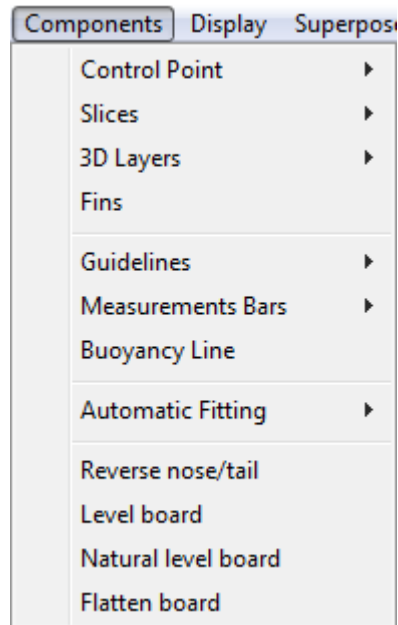 Components Display Superpose
Control Point
Slices
3D Layers
Fins
Guidelines
Measurements Bars
Buoyancy Line
Automatic Fitting
Reverse nose/tail
Level board
Natural level board
Flatten board